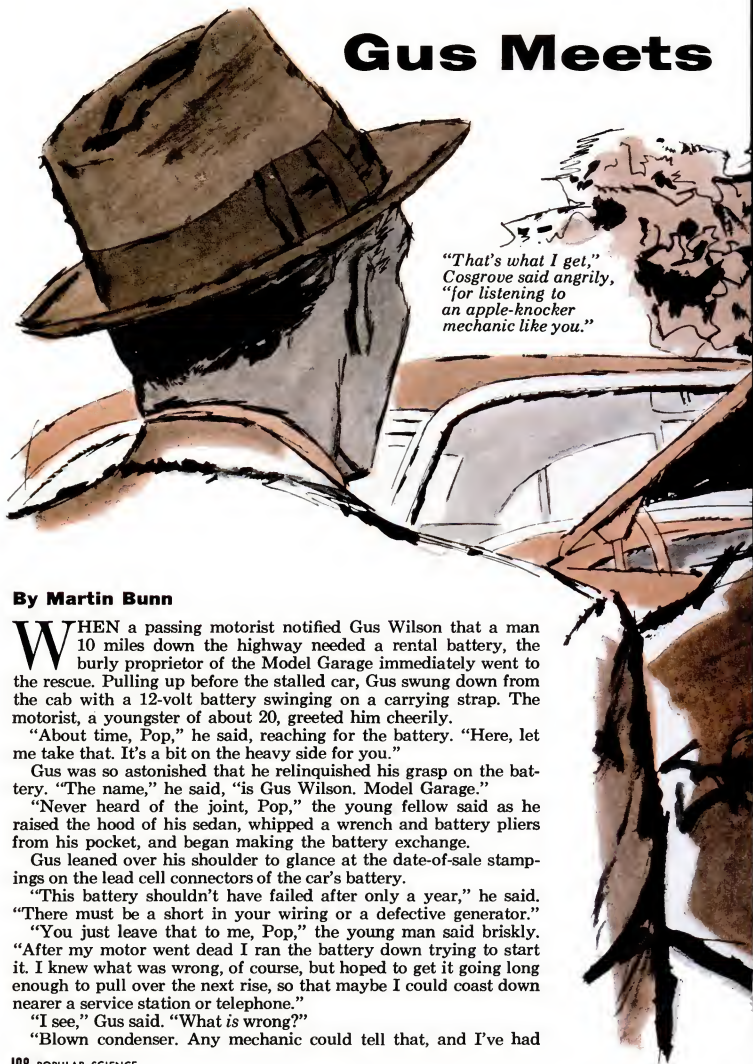 Gus Meets
"That's what I get,"
Cosgrove said angrily,
"for listening to
an apple-knocker
mechanic like you."
By Martin Bunn
WHEN a passing motorist notified Gus Wilson that a man
10 miles down the highway needed a rental battery, the
burly proprietor of the Model Garage immediately went to
the rescue. Pulling up before the stalled car, Gus swung down from
the cab with a 12-volt battery swinging on a carrying strap. The
motorist, a youngster of about 20, greeted him cheerily.
"About time, Pop," he said, reaching for the battery. "Here, let
me take that. It's a bit on the heavy side for you."
Gus was so astonished that he relinquished his grasp on the bat-
tery. "The name," he said, "is Gus Wilson. Model Garage."
"Never heard of the joint, Pop," the young fellow said as he
raised the hood of his sedan, whipped a wrench and battery pliers
from his pocket, and began making the battery exchange.
Gus leaned over his shoulder to glance at the date-of-sale stamp-
ings on the lead cell connectors of the car's battery.
"This battery shouldn't have failed after only a year," he said.
"There must be a short in your wiring or a defective generator."
"You just leave that to me, Pop," the young man said briskly.
"After my motor went dead I ran the battery down trying to start
it. I knew what was wrong, of course, but hoped to get it going long
enough to pull over the next rise, so that maybe I could coast down
nearer a service station or telephone."
"I see," Gus said. "What is wrong?"
"Blown condenser. Any mechanic could tell that, and I've had
POPULAR SCIENCE